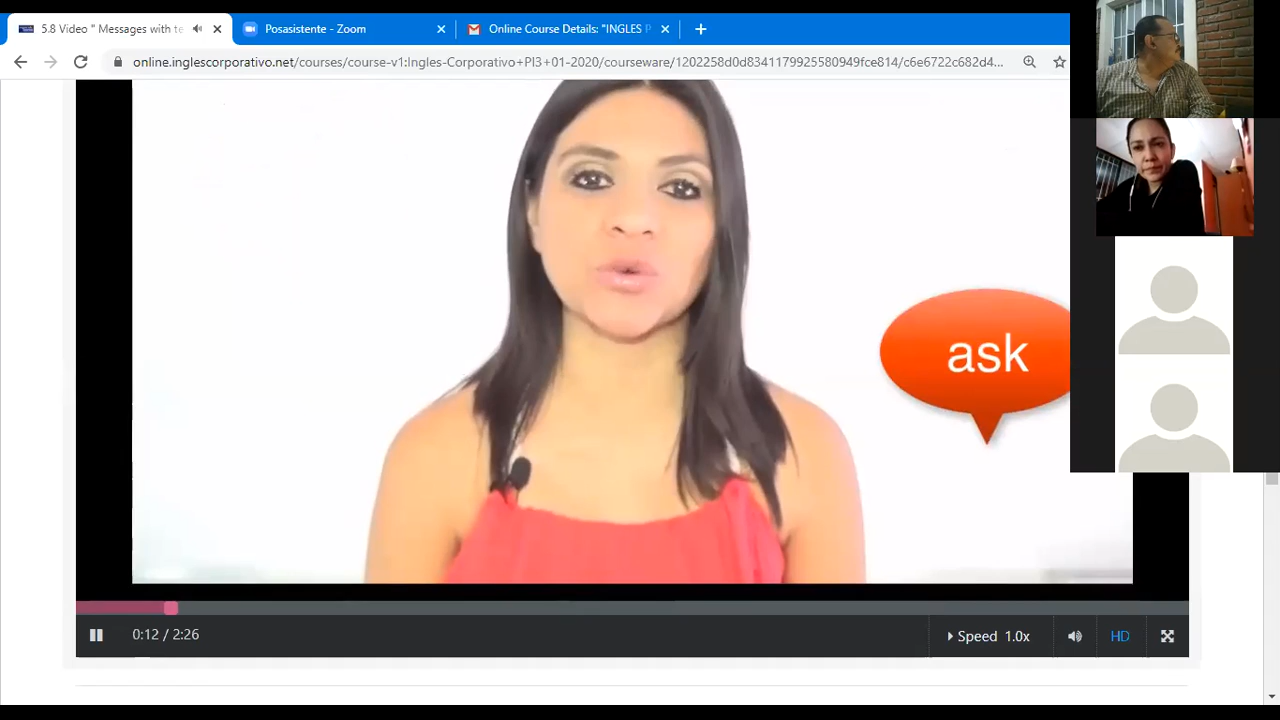 5.8 Video " Messages with te
Posasistente - Zoom
Online Course Details: "INGLES P
online.inglescorporativo.net/courses/course-v1:Ingles-Corporativo+PI3+01-2020/courseware/1202258d0d8341179925580949fce814/c6e6722c682d4...
ask
0:12 / 2:26
Speed 1.0x
HD